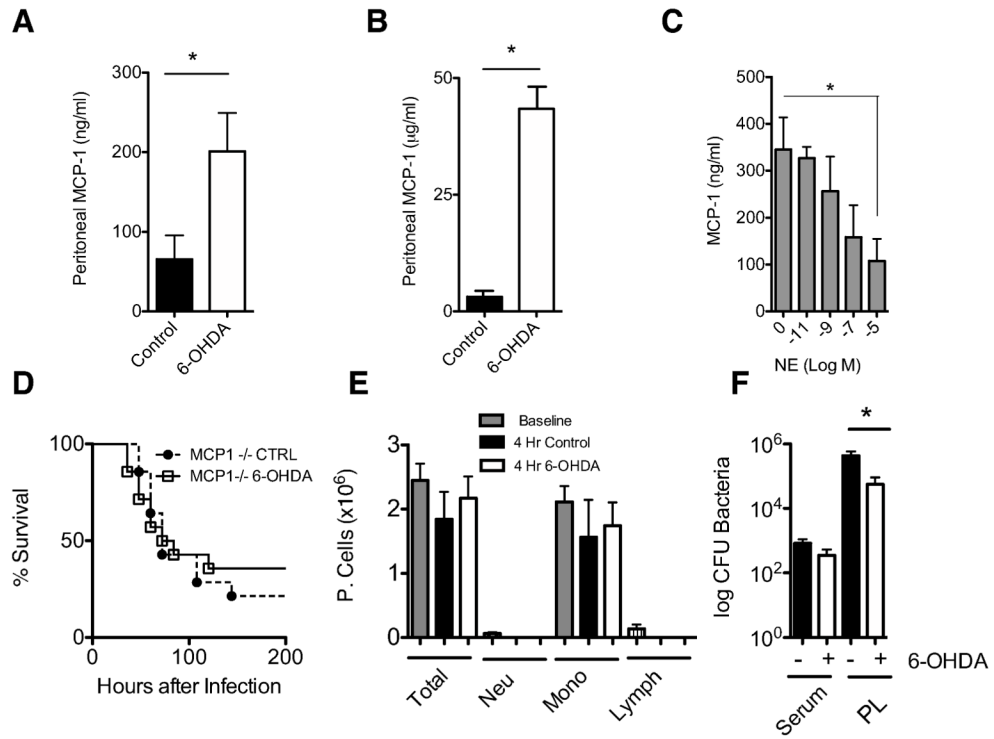 A
B
C
*
*
*
Peritoneal MCP-1 (ng/ml)
300
200
100
0
Control
6-OHDA
Peritoneal MCP-1 (µg/ml)
50
25
0
Control
6-OHDA
MCP-1 (ng/ml)
500
400
300
200
100
0
0
-11
-9
-7
-5
NE (Log M)
D
E
F
% Survival
100
50
0
0
100
200
Hours after Infection
MCP1 -/- CTRL
MCP1-/- 6-OHDA
Baseline
4 Hr Control
4 Hr 6-OHDA
P. Cells (x10⁶)
3
2
1
0
Total
Neu
Mono
Lymph
*
log CFU Bacteria
10⁶
10⁴
10²
10⁰
- + - + 6-OHDA
Serum
PL